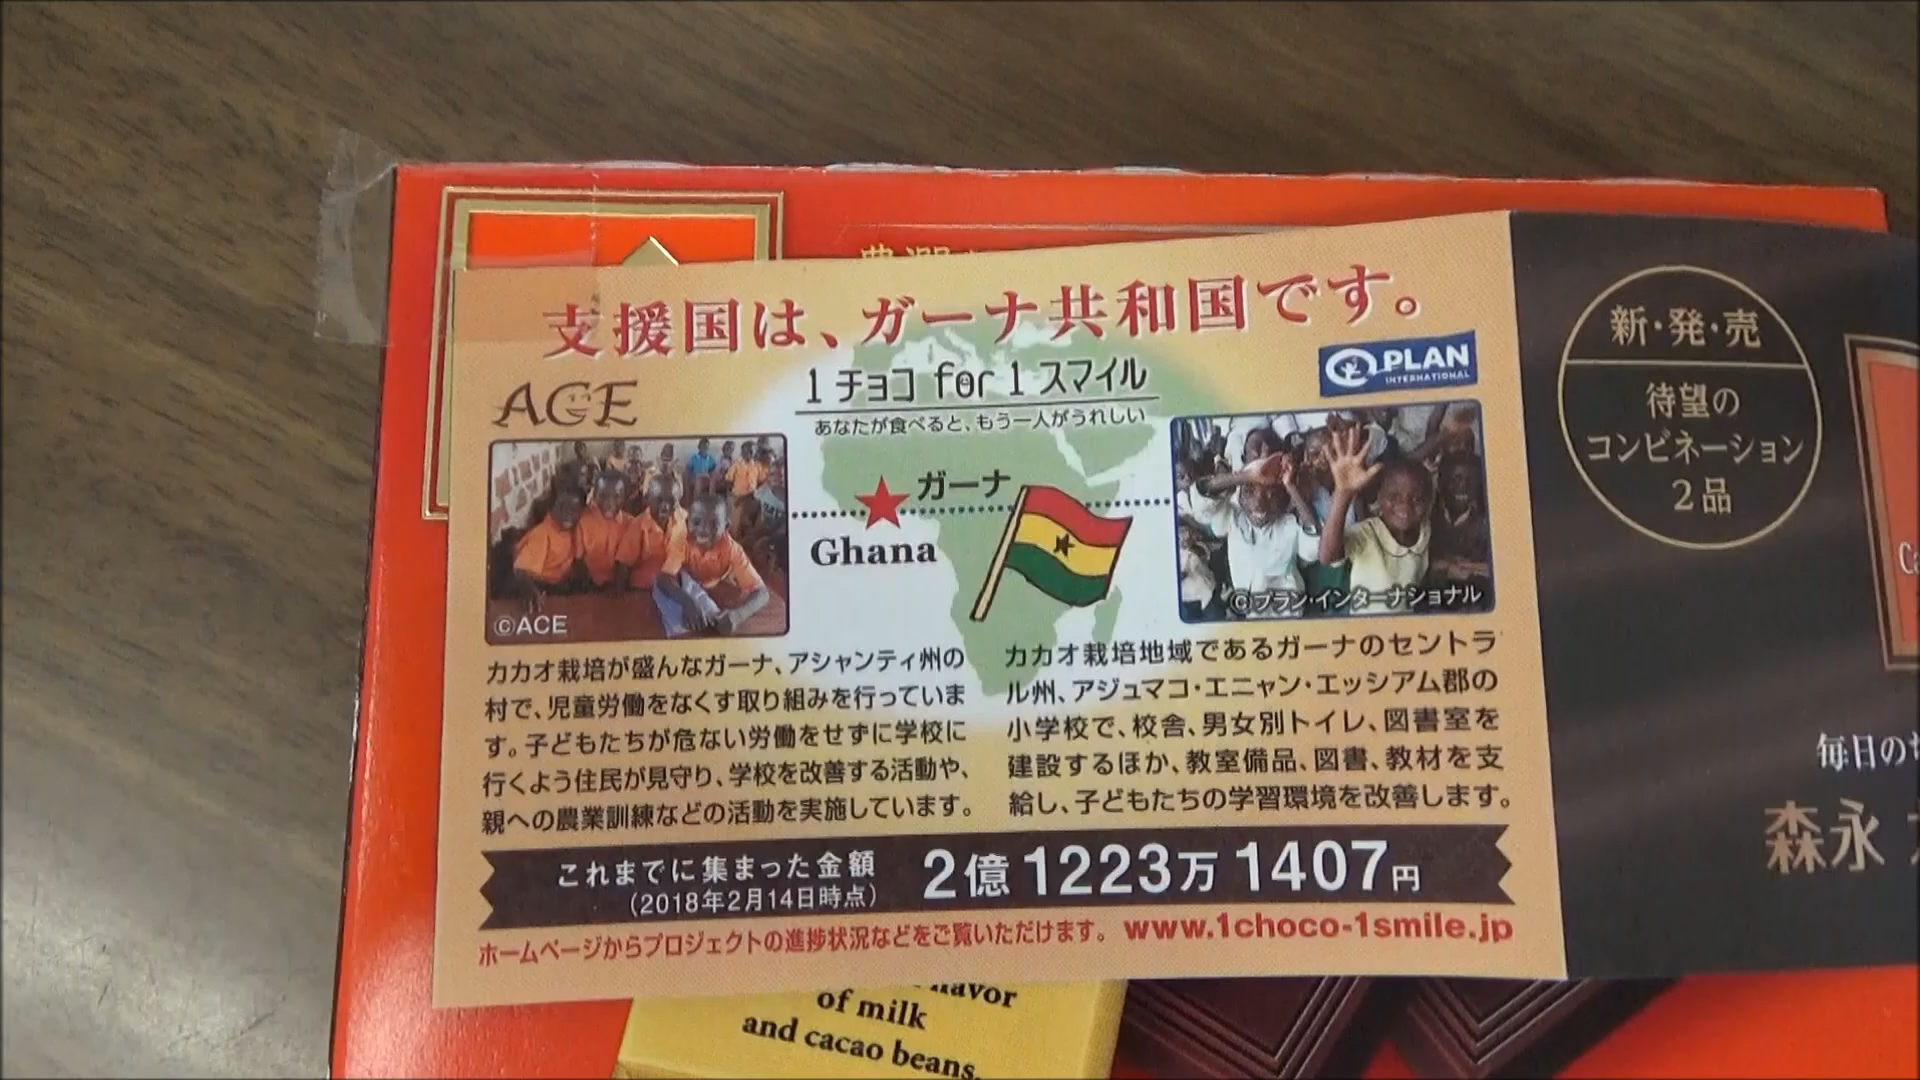 支援国は、ガーナ共和国です。
ACE
1チョコ for 1スマイル
あなたが食べると、もう一人がうれしい
PLAN
INTERNATIONAL
ガーナ
Ghana
©ACE
©プラン・インターナショナル
カカオ栽培が盛んなガーナ、アシャンティ州の
村で、児童労働をなくす取り組みを行っていま
す。子どもたちが危ない労働をせずに学校に
行くよう住民が見守り、学校を改善する活動や、
親への農業訓練などの活動を実施しています。
カカオ栽培地域であるガーナのセントラ
ル州、アジュマコ・エニャン・エッシアム郡の
小学校で、校舎、男女別トイレ、図書室を
建設するほか、教室備品、図書、教材を支
給し、子どもたちの学習環境を改善します。
これまでに集まった金額
(2018年2月14日時点)
2億1223万1407円
ホームページからプロジェクトの進捗状況などをご覧いただけます。 www.1choco-1smile.jp
新・発・売
待望の
コンビネーション
2品
毎日の
森永
of milk
and cacao beans.